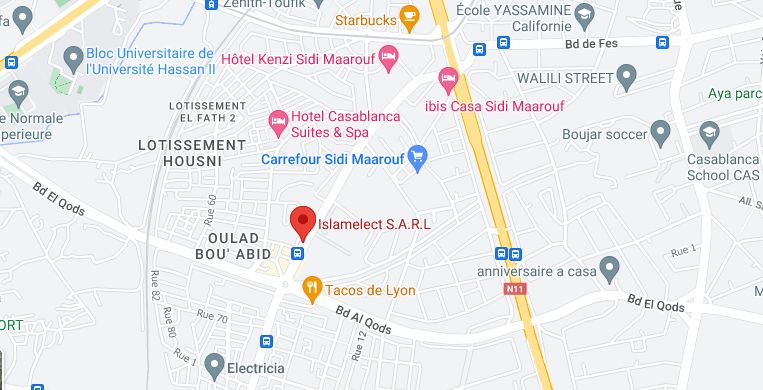 Zenith-Toufik
Starbucks
École YASSAMINE
Californie
Bd de Fes
fa
Bloc Universitaire de
l'Université Hassan II
Hôtel Kenzi Sidi Maarouf
WALILI STREET
Aya parc
ibis Casa Sidi Maarouf
LOTISSEMENT
EL FATH 2
e Normale
perieure
Hotel Casablanca
Suites & Spa
Boujar soccer
LOTISSEMENT
HOUSNI
Carrefour Sidi Maarouf
Casablanca
School CAS
Bd El Qods
Rue 60
Islamelect S.A.R.L
OULAD
BOU' ABID
Rue 1
anniversaire a casa
Rue 82
Rue 80
Tacos de Lyon
N11
Bd El Qods
Rue 70
Bd Al Qods
ORT
Rue 12
Rue 1
Electricia
M